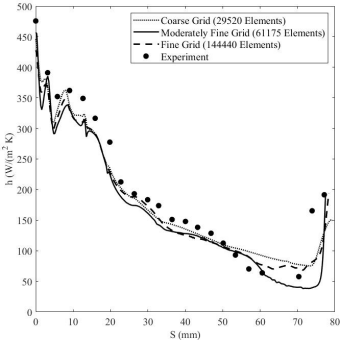 500
450
400
350
300
250
200
150
100
50
0
h (W/(m² K)
Coarse Grid (29520 Elements)
Moderately Fine Grid (61175 Elements)
Fine Grid (144440 Elements)
Experiment
0 10 20 30 40 50 60 70 80
S (mm)